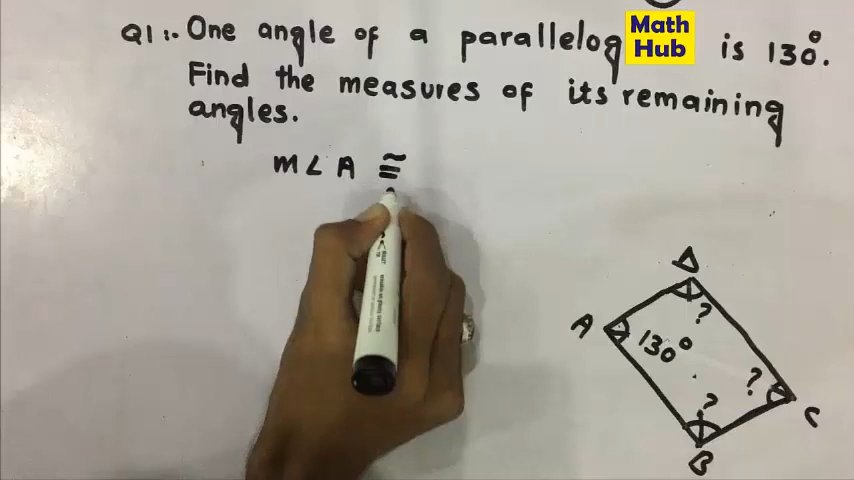 Q1:- One angle of a parallelog Math Hub is 130°.
Find the measures of its remaining
angles.
M∠A ≅
D
?
A
130°
?
?
C
B